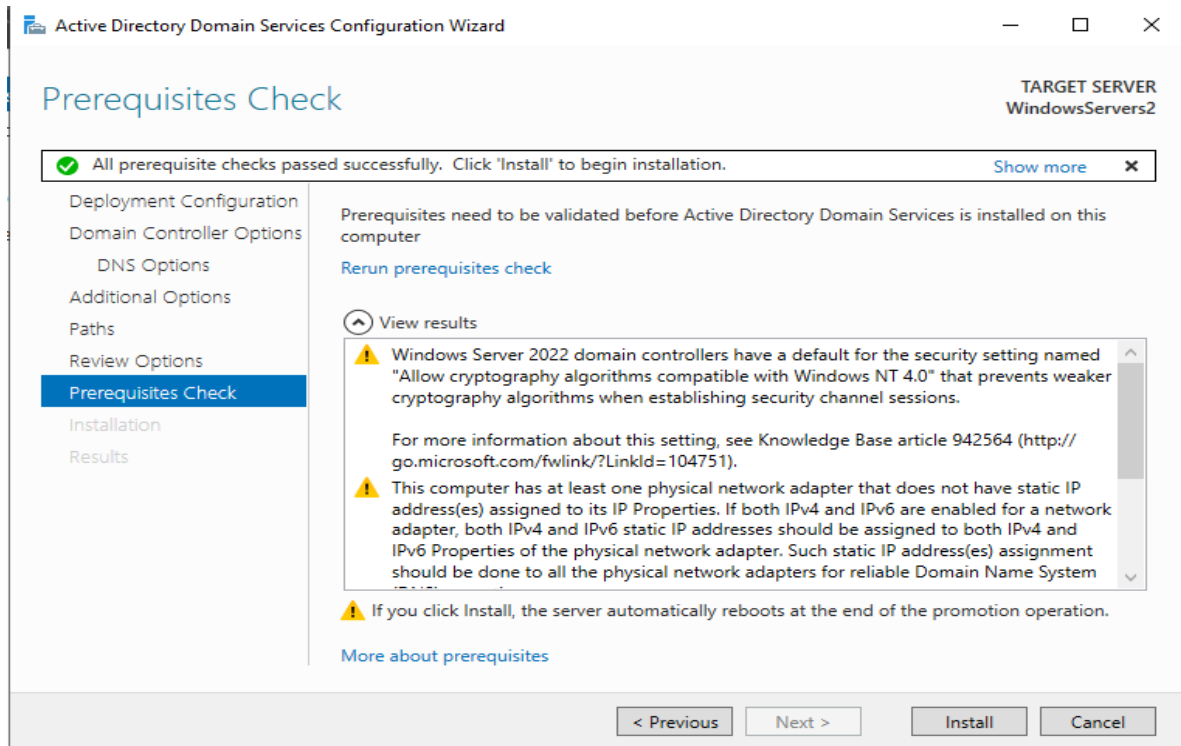 Active Directory Domain Services Configuration Wizard
Prerequisites Check
TARGET SERVER
WindowsServers2
All prerequisite checks passed successfully. Click 'Install' to begin installation.
Show more
Deployment Configuration
Domain Controller Options
DNS Options
Additional Options
Paths
Review Options
Prerequisites Check
Installation
Results
Prerequisites need to be validated before Active Directory Domain Services is installed on this
computer
Rerun prerequisites check
View results
Windows Server 2022 domain controllers have a default for the security setting named
"Allow cryptography algorithms compatible with Windows NT 4.0" that prevents weaker
cryptography algorithms when establishing security channel sessions.
For more information about this setting, see Knowledge Base article 942564 (http://
go.microsoft.com/fwlink/?LinkId=104751).
This computer has at least one physical network adapter that does not have static IP
address(es) assigned to its IP Properties. If both IPv4 and IPv6 are enabled for a network
adapter, both IPv4 and IPv6 static IP addresses should be assigned to both IPv4 and
IPv6 Properties of the physical network adapter. Such static IP address(es) assignment
should be done to all the physical network adapters for reliable Domain Name System
If you click Install, the server automatically reboots at the end of the promotion operation.
More about prerequisites
< Previous
Next >
Install
Cancel